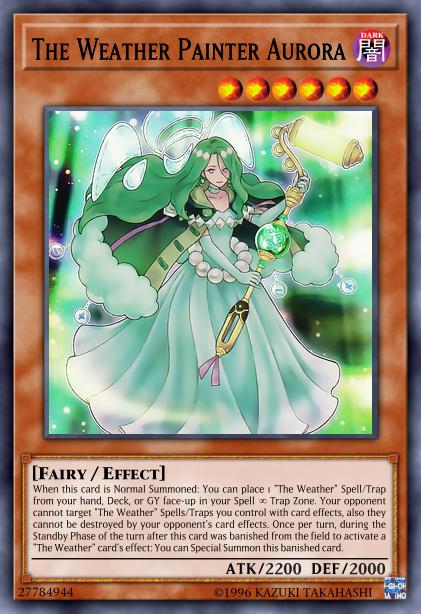 The Weather Painter Aurora
DARK
闇
[Fairy / Effect]
When this card is Normal Summoned: You can place 1 "The Weather" Spell/Trap
from your hand, Deck, or GY face-up in your Spell & Trap Zone. Your opponent
cannot target "The Weather" Spells/Traps you control with card effects, also they
cannot be destroyed by your opponent's card effects. Once per turn, during the
Standby Phase of the turn after this card was banished from the field to activate a
"The Weather" card's effect: You can Special Summon this banished card.
ATK/2200 DEF/2000
27784944
©1996 KAZUKI TAKAHASHI